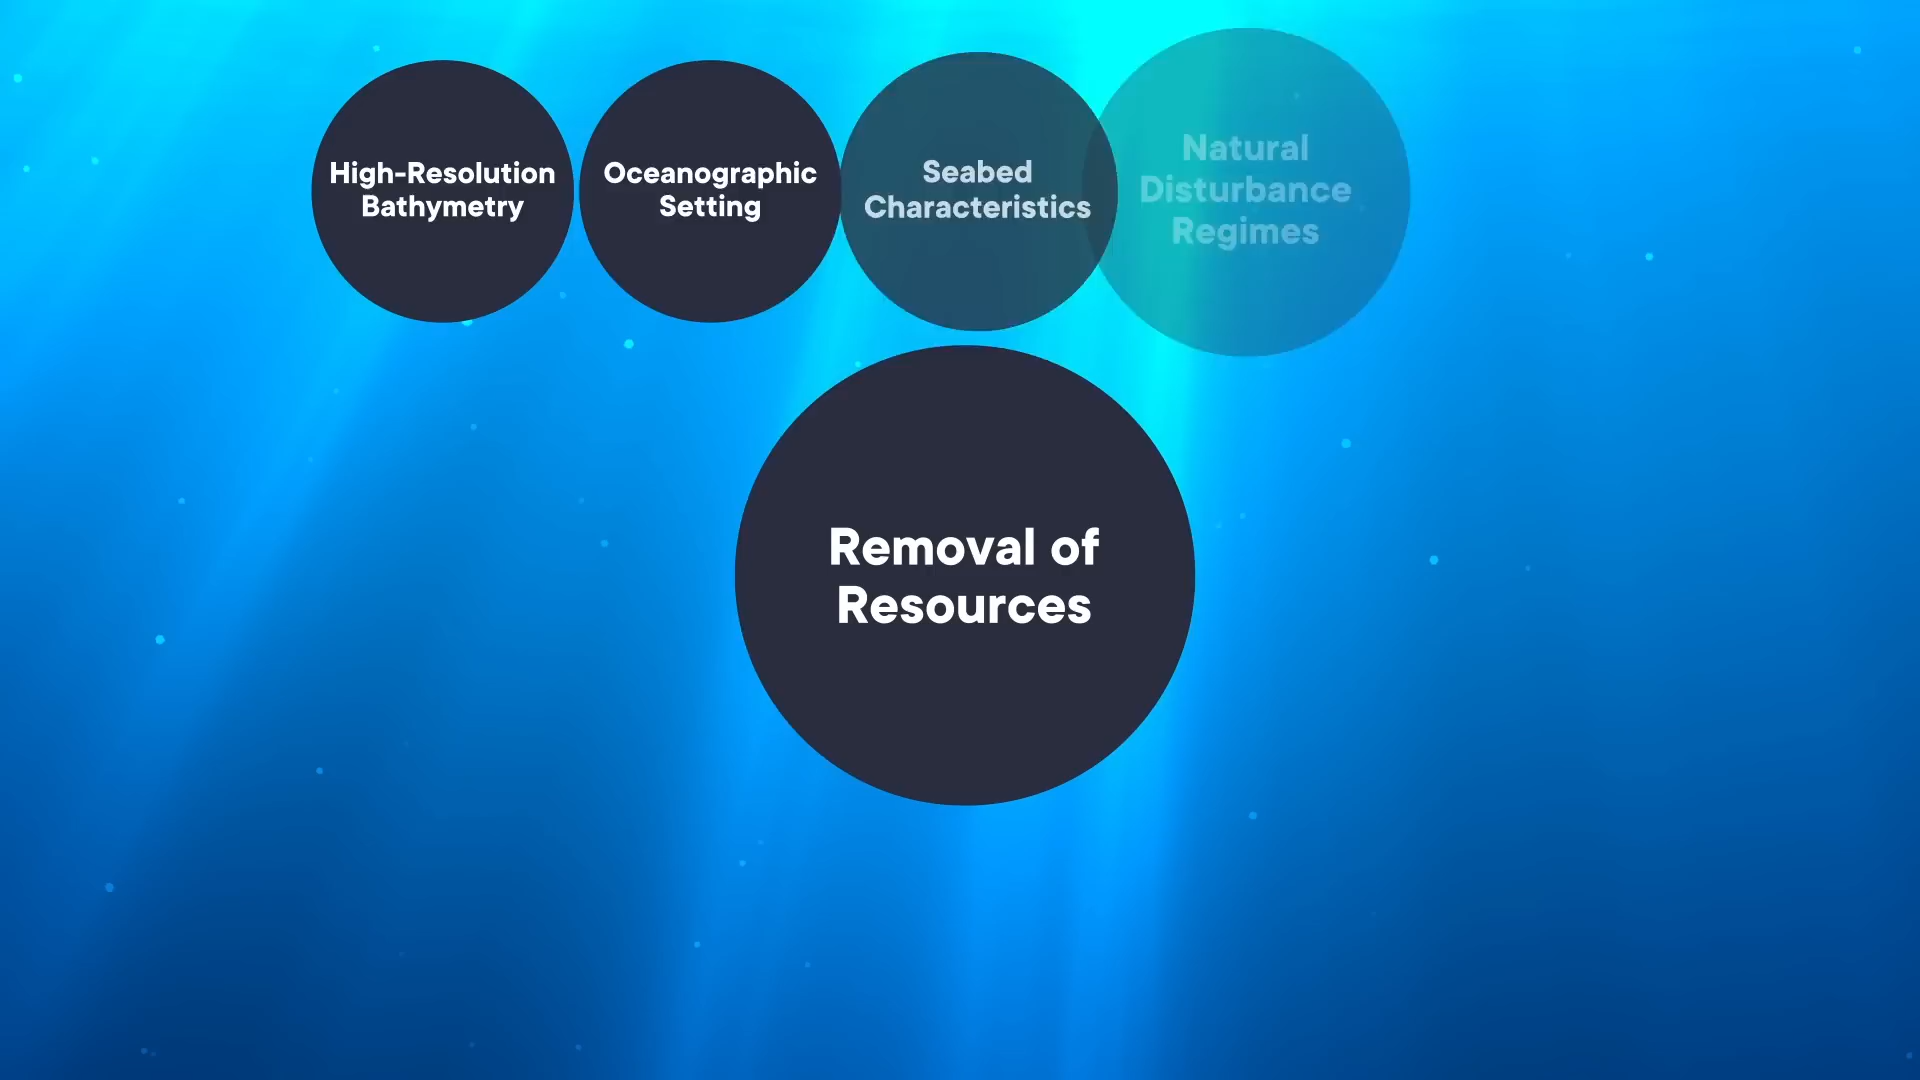 High-Resolution
Bathymetry
Oceanographic
Setting
Seabed
Characteristics
Natural
Disturbance
Regimes
Removal of
Resources